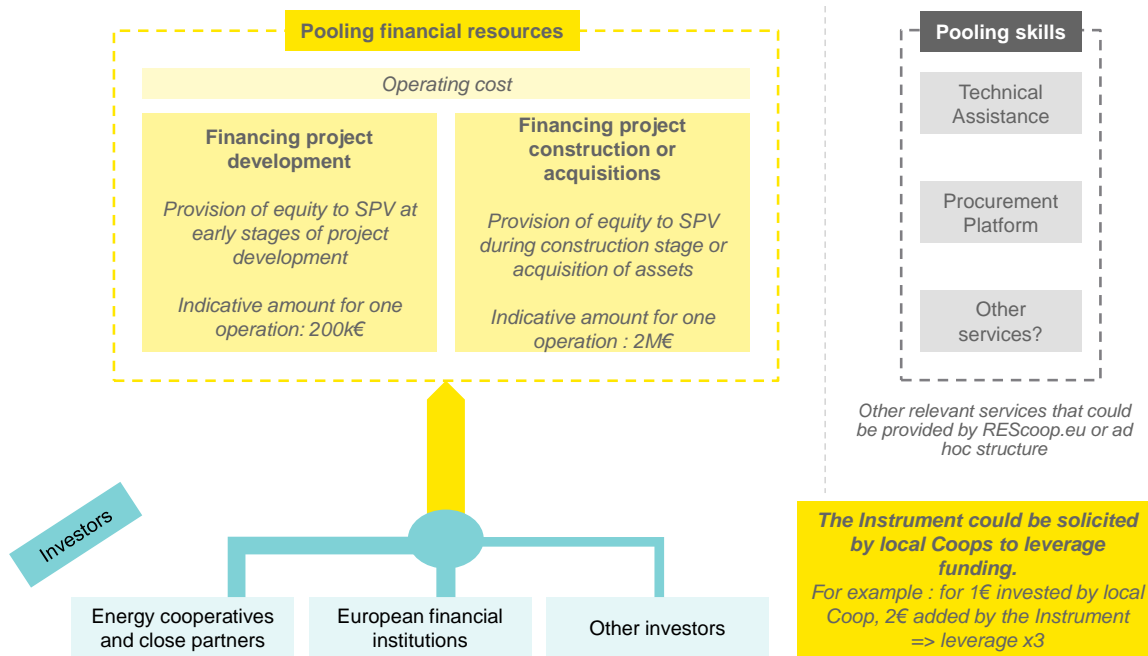 Pooling financial resources
Operating cost
Financing project
development
Provision of equity to SPV at
early stages of project
development
Indicative amount for one
operation: 200k€
Financing project
construction or
acquisitions
Provision of equity to SPV
during construction stage or
acquisition of assets
Indicative amount for one
operation : 2M€
Pooling skills
Technical
Assistance
Procurement
Platform
Other
services?
Other relevant services that could
be provided by REScoop.eu or ad
hoc structure
Investors
Energy cooperatives
and close partners
European financial
institutions
Other investors
The Instrument could be solicited
by local Coops to leverage
funding.
For example : for 1€ invested by local
Coop, 2€ added by the Instrument
=> leverage x3